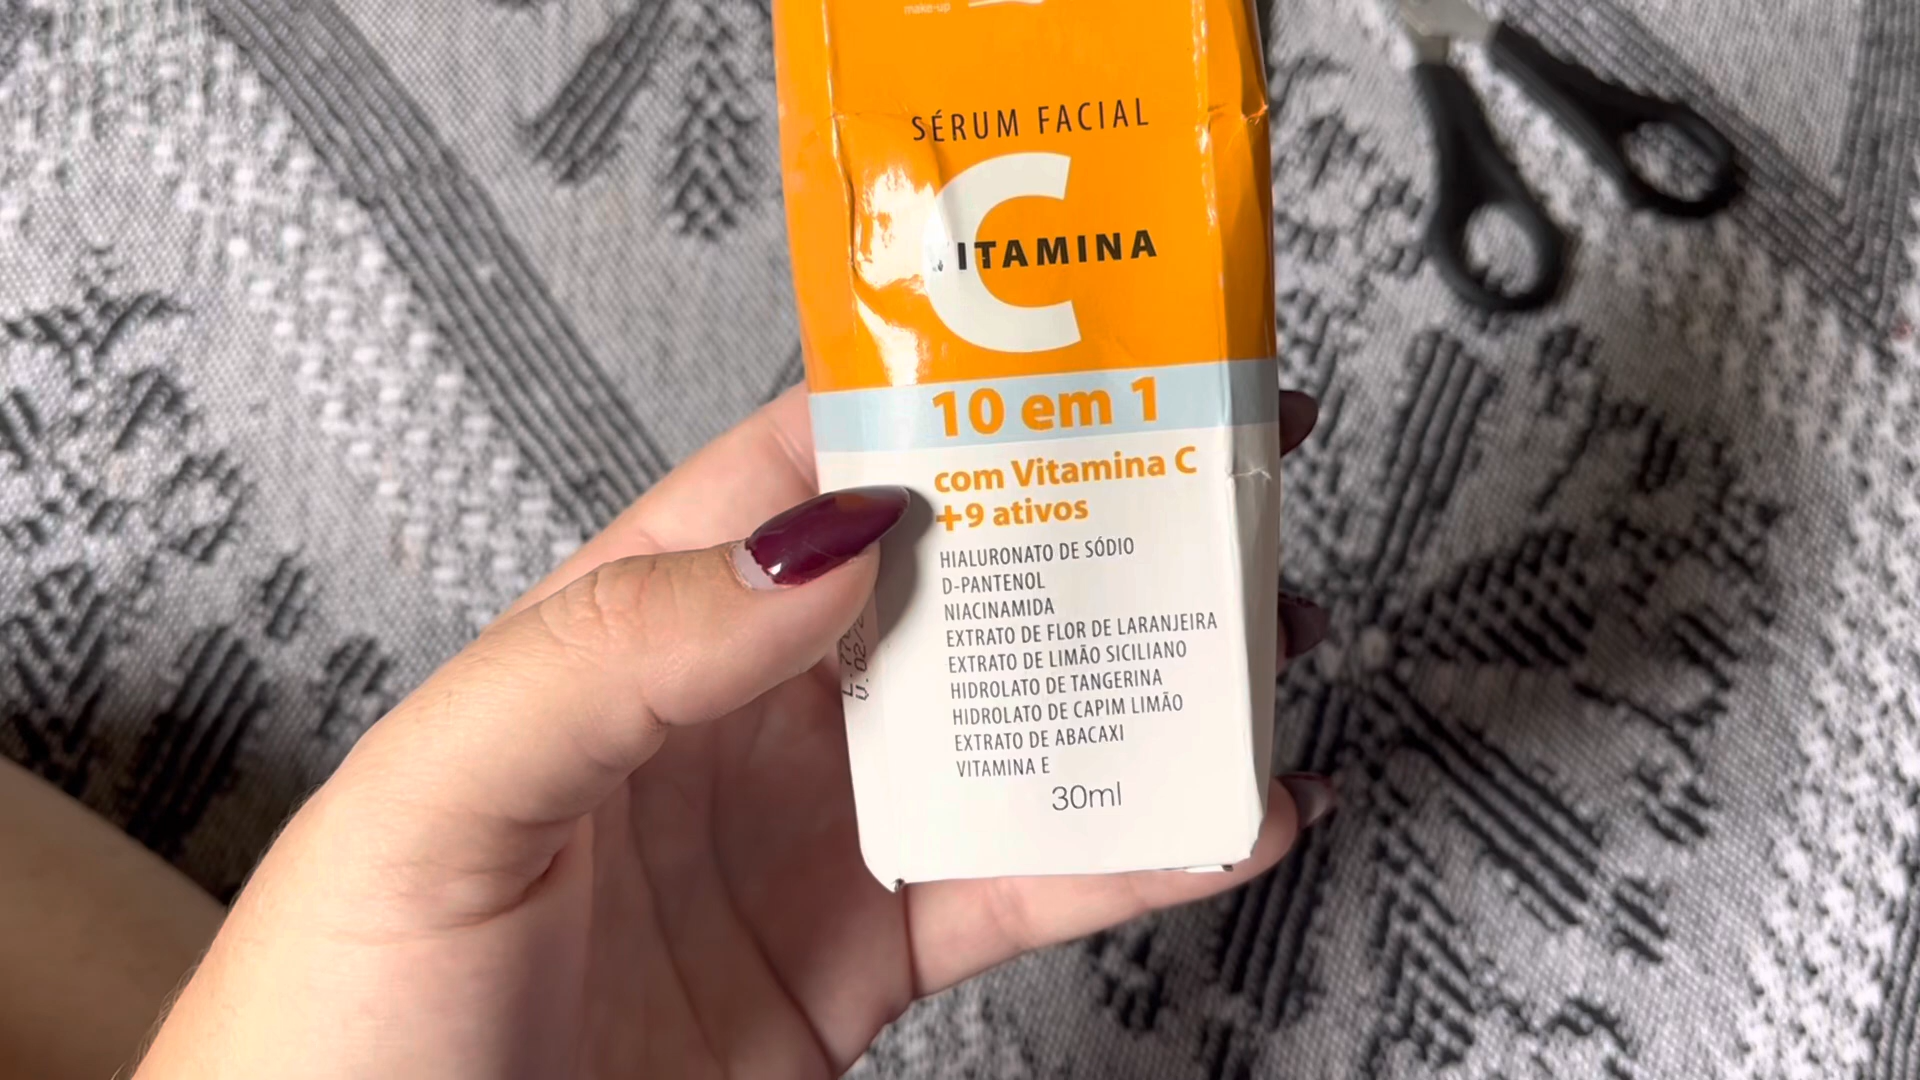 make-up
SÉRUM FACIAL
C
VITAMINA
10 em 1
com Vitamina C
+9 ativos
HIALURONATO DE SÓDIO
D-PANTENOL
NIACINAMIDA
EXTRATO DE FLOR DE LARANJEIRA
EXTRATO DE LIMÃO SICILIANO
HIDROLATO DE TANGERINA
HIDROLATO DE CAPIM LIMÃO
EXTRATO DE ABACAXI
VITAMINA E
30ml